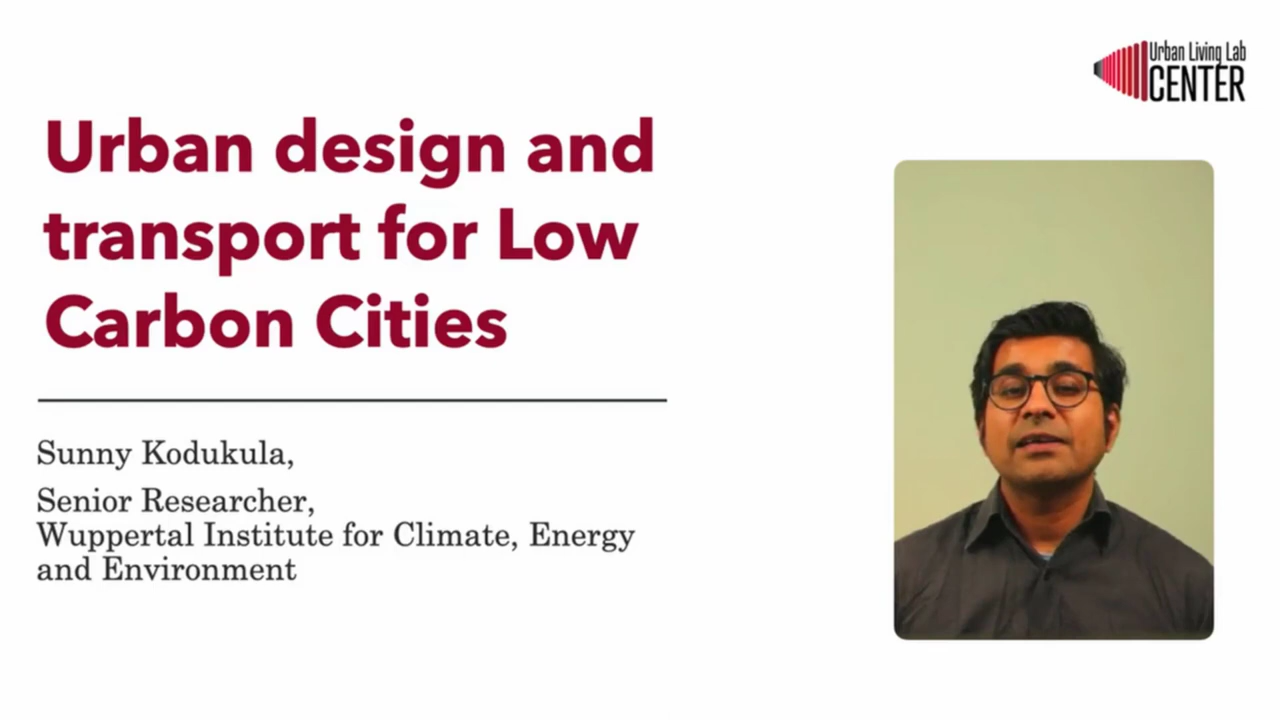 Urban Living Lab
CENTER
Urban design and
transport for Low
Carbon Cities
Sunny Kodukula,
Senior Researcher,
Wuppertal Institute for Climate, Energy
and Environment